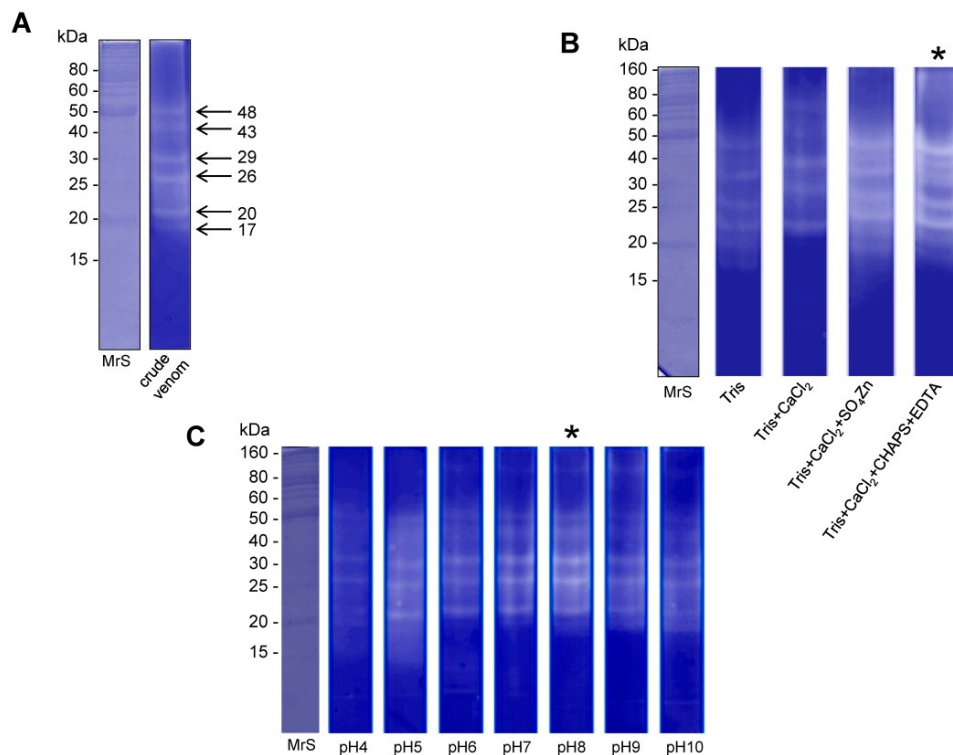 A
kDa
80 -
60 -
50 -
40 -
30 -
25 -
20 -
15 -
48
43
29
26
20
17
MrS
crude
venom
B
kDa
*
160 -
80 -
60 -
50 -
40 -
30 -
25 -
20 -
15 -
MrS
Tris
Tris+CaCl₂
Tris+CaCl₂+SO₄Zn
Tris+CaCl₂+CHAPS+EDTA
C
kDa
*
160 -
80 -
60 -
50 -
40 -
30 -
25 -
20 -
15 -
MrS pH4 pH5 pH6 pH7 pH8 pH9 pH10